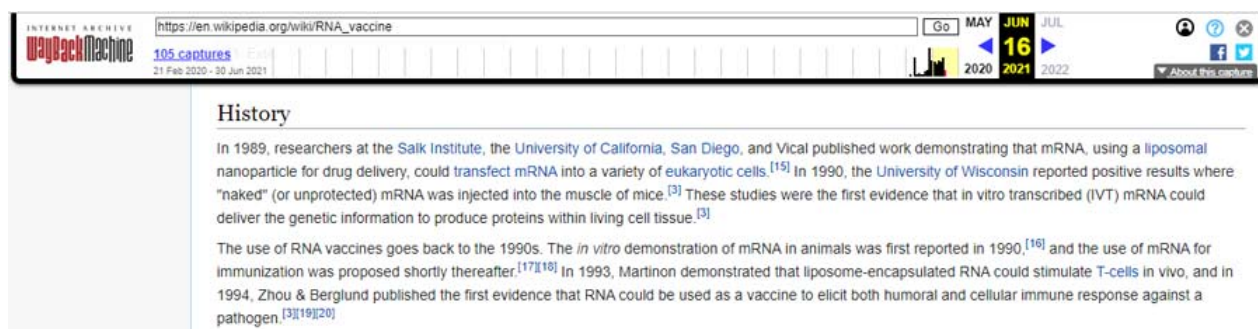 INTERNET ARCHIVE
WayBackMachine
https://en.wikipedia.org/wiki/RNA_vaccine
Go
MAY JUN JUL
105 captures
16
21 Feb 2020 - 30 Jun 2021
2020 2021 2022
About this capture
History
In 1989, researchers at the Salk Institute, the University of California, San Diego, and Vical published work demonstrating that mRNA, using a liposomal
nanoparticle for drug delivery, could transfect mRNA into a variety of eukaryotic cells.[15] In 1990, the University of Wisconsin reported positive results where
"naked" (or unprotected) mRNA was injected into the muscle of mice.[3] These studies were the first evidence that in vitro transcribed (IVT) mRNA could
deliver the genetic information to produce proteins within living cell tissue.[3]
The use of RNA vaccines goes back to the 1990s. The in vitro demonstration of mRNA in animals was first reported in 1990,[16] and the use of mRNA for
immunization was proposed shortly thereafter.[17][18] In 1993, Martinon demonstrated that liposome-encapsulated RNA could stimulate T-cells in vivo, and in
1994, Zhou & Berglund published the first evidence that RNA could be used as a vaccine to elicit both humoral and cellular immune response against a
pathogen.[3][19][20]